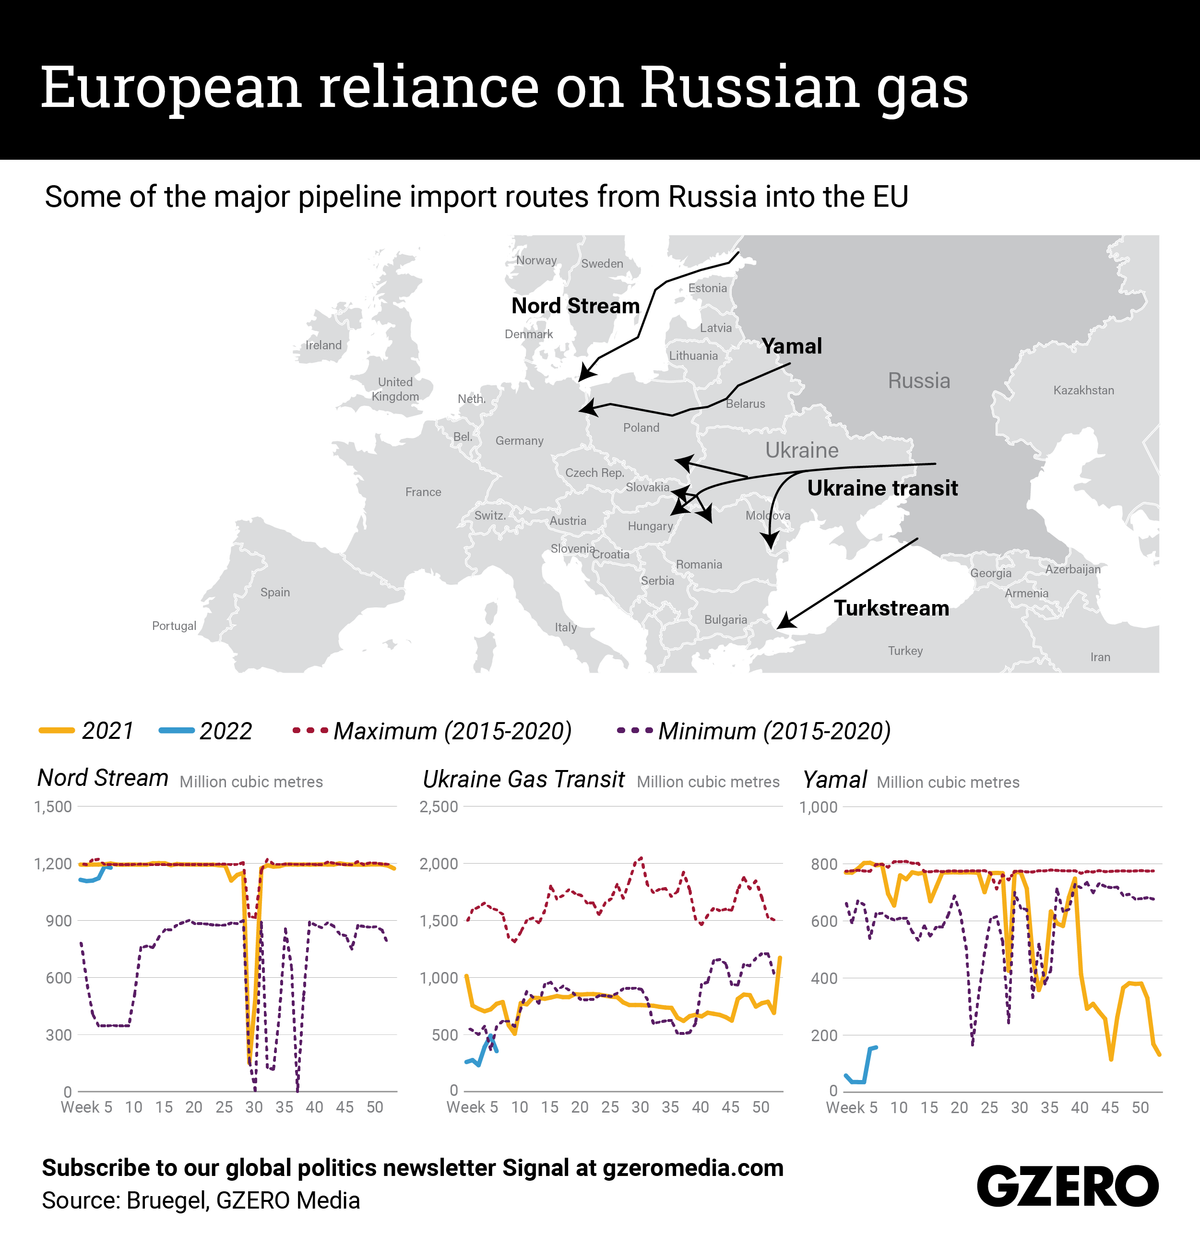 European reliance on Russian gas
Some of the major pipeline import routes from Russia into the EU
Norway
Sweden
Estonia
Nord Stream
Latvia
Denmark
Ireland
Yamal
Lithuania
Russia
United
Kingdom
Kazakhstan
Neth.
Belarus
Poland
Bel.
Germany
Ukraine
Czech Rep.
France
Slovakia
Ukraine transit
Switz.
Austria
Hungary
Moldova
Slovenia
Croatia
Romania
Georgia
Azerbaijan
Serbia
Spain
Armenia
Turkstream
Portugal
Italy
Bulgaria
Turkey
Iran
2021 2022 Maximum (2015-2020) Minimum (2015-2020)
Nord Stream Million cubic metres
1,500
1,200
900
600
300
0
Week 5 10 15 20 25 30 35 40 45 50
Ukraine Gas Transit Million cubic metres
2,500
2,000
1,500
1,000
500
0
Week 5 10 15 20 25 30 35 40 45 50
Yamal Million cubic metres
1,000
800
600
400
200
0
Week 5 10 15 20 25 30 35 40 45 50
Subscribe to our global politics newsletter Signal at gzeromedia.com
Source: Bruegel, GZERO Media
GZERO